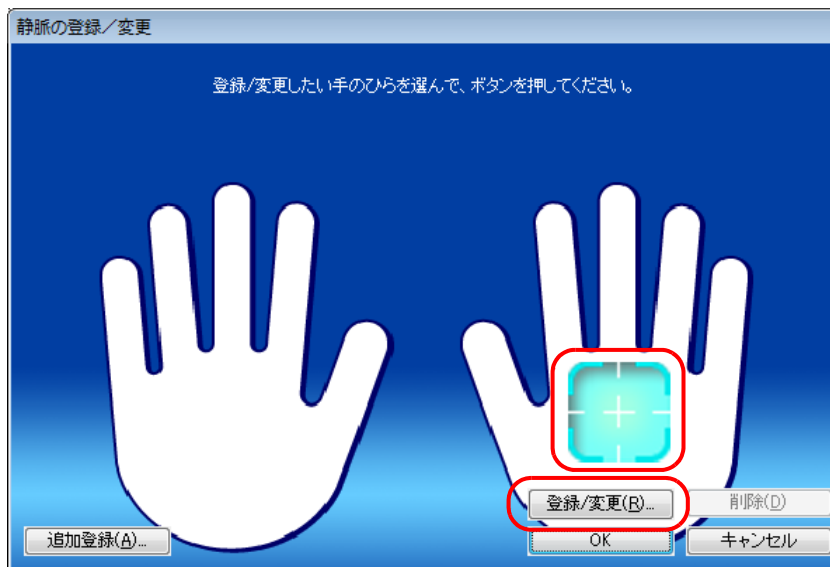 静脈の登録／変更
登録/変更したい手のひらを選んで、ボタンを押してください。
登録/変更(R)...
削除(D)
追加登録(A)...
OK
キャンセル